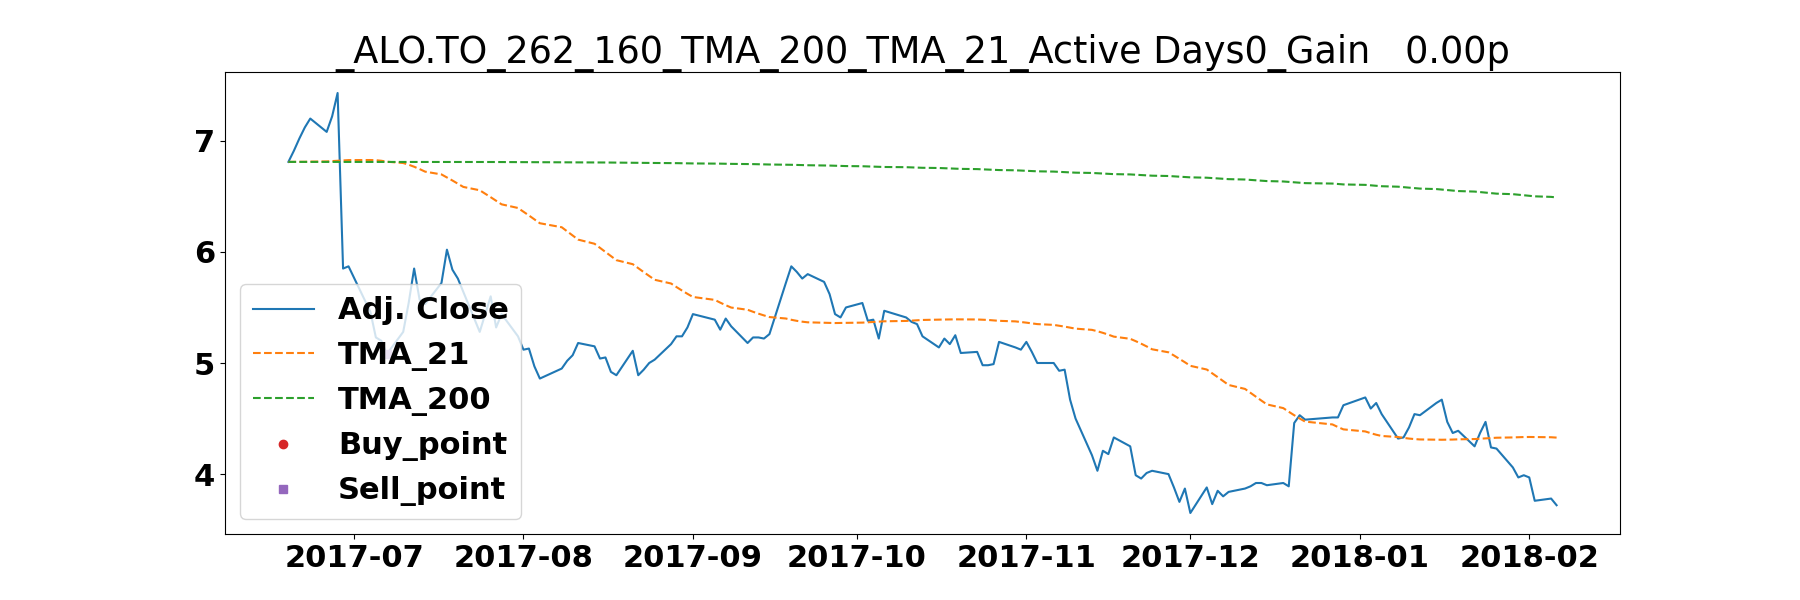 _ALO.TO_262_160_TMA_200_TMA_21_Active Days0_Gain   0.00p
7
6
5
4
Adj. Close
TMA_21
TMA_200
Buy_point
Sell_point
2017-07 2017-08 2017-09 2017-10 2017-11 2017-12 2018-01 2018-02